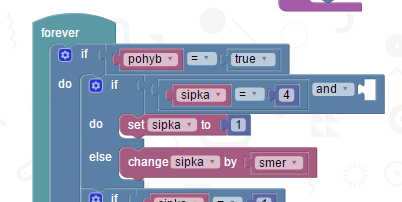 forever
if pohyb = true
do if sipka = 4 and
do set sipka to 1
else change sipka by smer
if sipka =